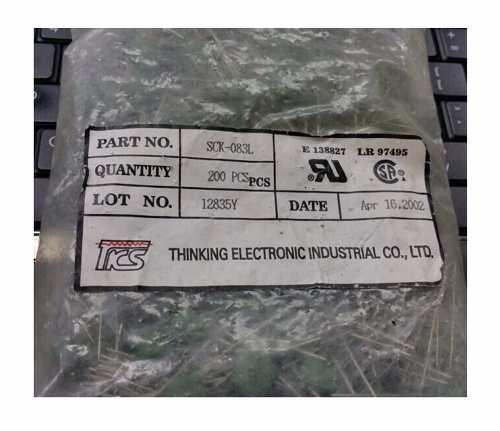 PART NO. SCK-083L E 138827 LR 97495
QUANTITY 200 PCS PCS
LOT NO. 12835Y DATE Apr 16,2002
TKS THINKING ELECTRONIC INDUSTRIAL CO., LTD.